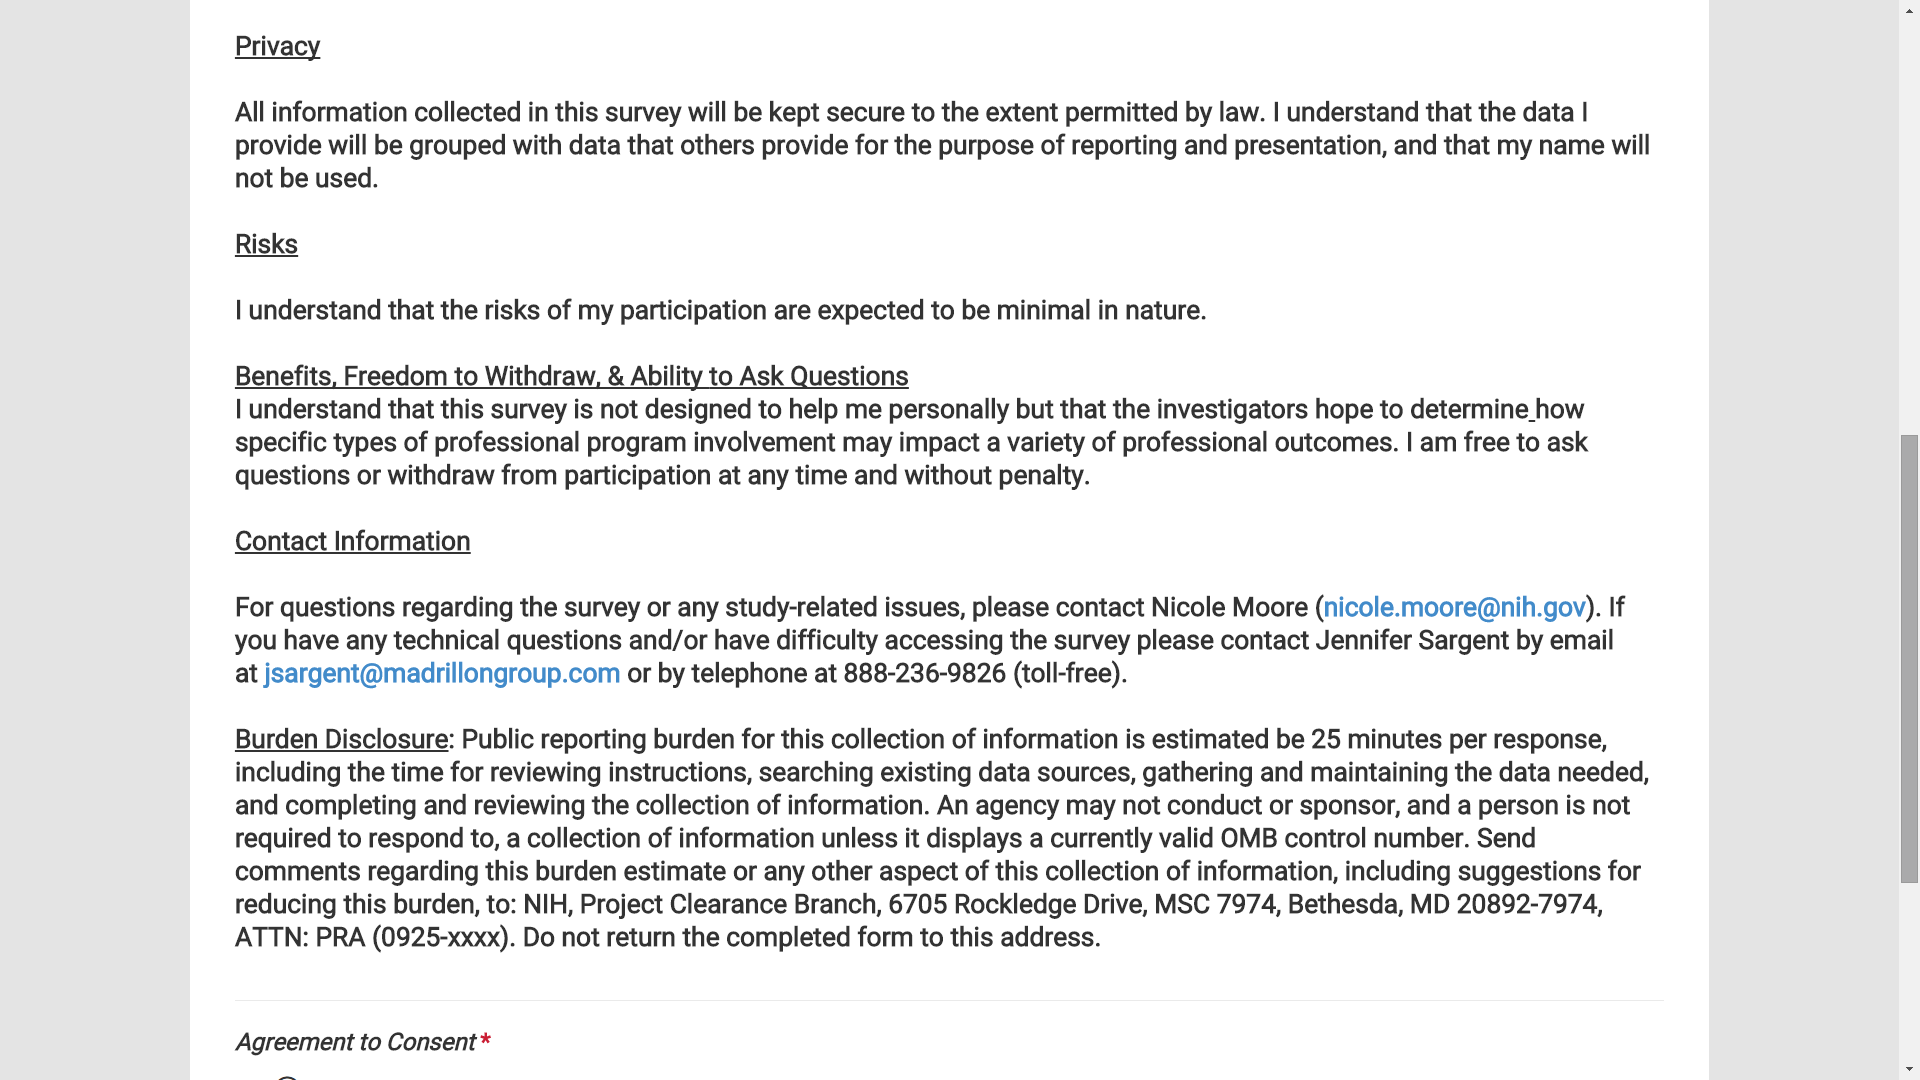 Privacy
All information collected in this survey will be kept secure to the extent permitted by law. I understand that the data I
provide will be grouped with data that others provide for the purpose of reporting and presentation, and that my name will
not be used.
Risks
I understand that the risks of my participation are expected to be minimal in nature.
Benefits, Freedom to Withdraw, & Ability to Ask Questions
I understand that this survey is not designed to help me personally but that the investigators hope to determine how
specific types of professional program involvement may impact a variety of professional outcomes. I am free to ask
questions or withdraw from participation at any time and without penalty.
Contact Information
For questions regarding the survey or any study-related issues, please contact Nicole Moore (nicole.moore@nih.gov). If
you have any technical questions and/or have difficulty accessing the survey please contact Jennifer Sargent by email
at jsargent@madrillongroup.com or by telephone at 888-236-9826 (toll-free).
Burden Disclosure: Public reporting burden for this collection of information is estimated be 25 minutes per response,
including the time for reviewing instructions, searching existing data sources, gathering and maintaining the data needed,
and completing and reviewing the collection of information. An agency may not conduct or sponsor, and a person is not
required to respond to, a collection of information unless it displays a currently valid OMB control number. Send
comments regarding this burden estimate or any other aspect of this collection of information, including suggestions for
reducing this burden, to: NIH, Project Clearance Branch, 6705 Rockledge Drive, MSC 7974, Bethesda, MD 20892-7974,
ATTN: PRA (0925-xxxx). Do not return the completed form to this address.
Agreement to Consent *